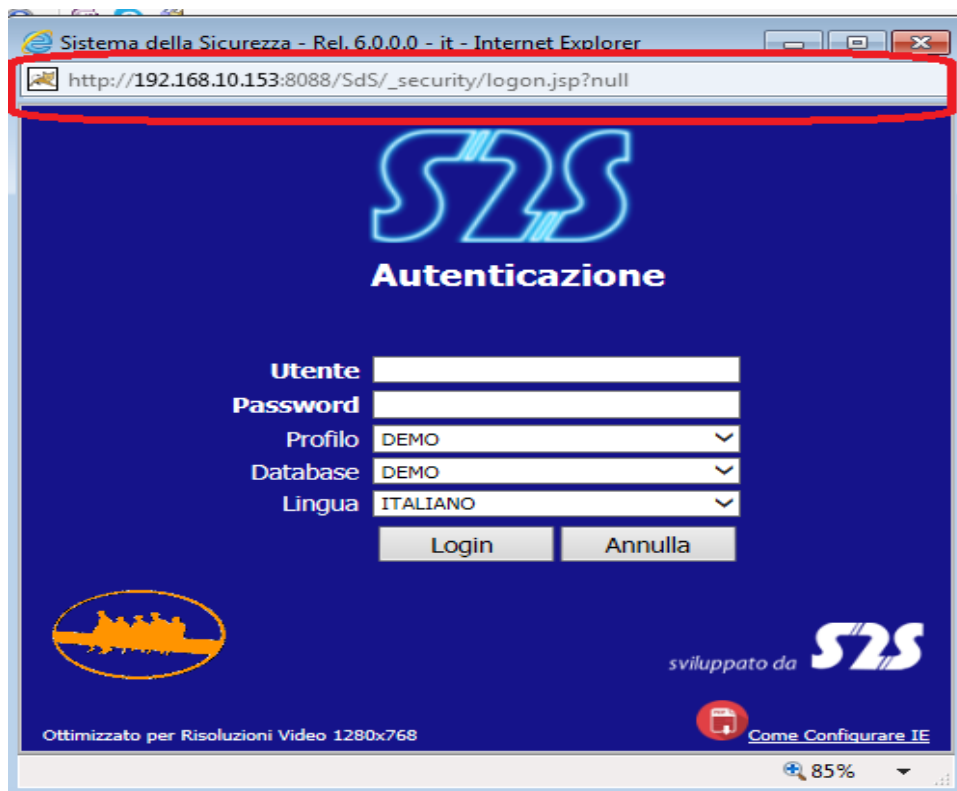 Sistema della Sicurezza - Rel. 6.0.0.0 - it - Internet Explorer
http://192.168.10.153:8088/SdS/_security/logon.jsp?null
S2S
Autenticazione
Utente
Password
Profilo DEMO
Database DEMO
Lingua ITALIANO
Login Annulla
sviluppato da S2S
Ottimizzato per Risoluzioni Video 1280x768
Come Configurare IE
85%